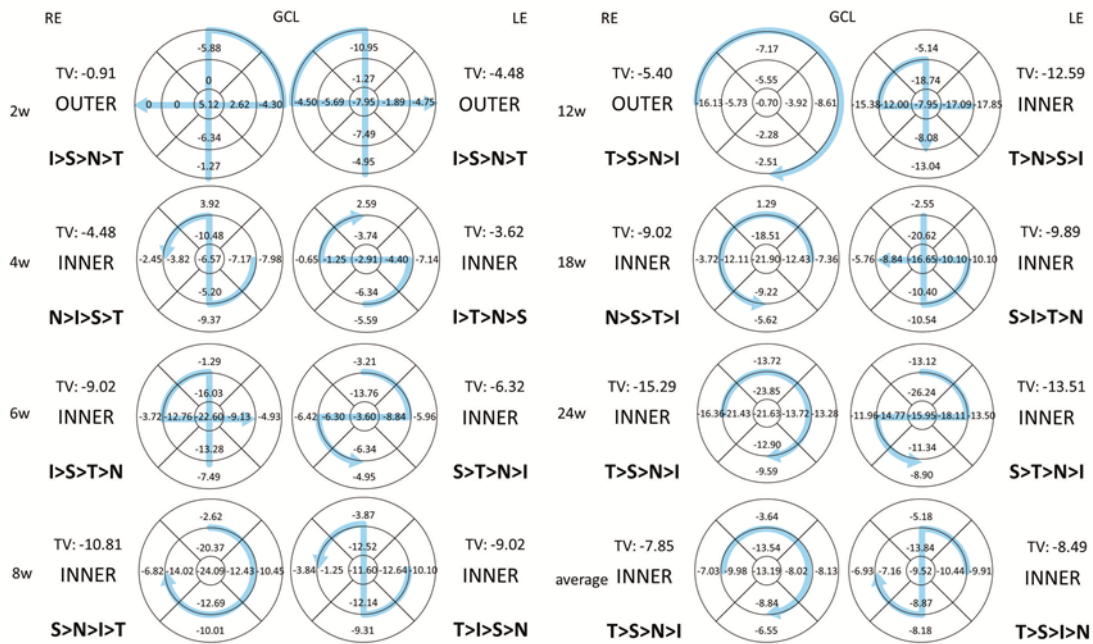 RE GCL LE
-5.88 -10.95
TV: -0.91 0 -1.27 TV: -4.48
2w OUTER 0 0 5.12 2.62 -4.30 -4.50 -5.69 -7.95 -1.89 -4.75 OUTER
-6.34 -7.49
I>S>N>T -1.27 -4.95 I>S>N>T
3.92 2.59
TV: -4.48 -10.48 -3.74 TV: -3.62
4w INNER -2.45 -3.82 -6.57 -7.17 -7.98 -0.65 -1.25 -2.91 -4.40 -7.14 INNER
-5.20 -6.34
N>I>S>T -9.37 -5.59 I>T>N>S
-1.29 -3.21
TV: -9.02 -16.03 -13.76 TV: -6.32
6w INNER -3.72 -12.76 -22.60 -9.13 -4.93 -6.42 -6.30 -3.60 -8.84 -5.96 INNER
-13.28 -6.34
I>S>T>N -7.49 -4.95 S>T>N>I
-2.62 -3.87
TV: -10.81 -20.37 -12.52 TV: -9.02
8w INNER -6.82 -14.02 -24.09 -12.43 -10.45 -3.84 -1.25 -11.60 -12.64 -10.10 INNER
-12.69 -12.14
S>N>I>T -10.01 -9.31 T>I>S>N
RE GCL LE
-7.17 -5.14
TV: -5.40 -5.55 -18.74 TV: -12.59
12w OUTER -16.13 -5.73 -0.70 -3.92 -8.61 -15.38 -12.00 -7.95 -17.09 -17.85 INNER
-2.28 -8.08
T>S>N>I -2.51 -13.04 T>N>S>I
1.29 -2.55
TV: -9.02 -18.51 -20.62 TV: -9.89
18w INNER -3.72 -12.11 -21.90 -12.43 -7.36 -5.76 -8.84 -16.65 -10.10 -10.10 INNER
-9.22 -10.40
N>S>T>I -5.62 -10.54 S>I>T>N
-13.72 -13.12
TV: -15.29 -23.85 -26.24 TV: -13.51
24w INNER -16.36 -21.43 -21.63 -13.72 -13.28 -11.96 -14.77 -15.95 -18.11 -13.50 INNER
-12.90 -11.34
T>S>N>I -9.59 -8.90 S>T>N>I
-3.64 -5.18
TV: -7.85 -13.54 -13.84 TV: -8.49
average INNER -7.03 -9.98 -13.19 -8.02 -8.13 -6.93 -7.16 -9.52 -10.44 -9.91 INNER
-8.84 -8.87
T>S>N>I -6.55 -8.18 T>S>I>N